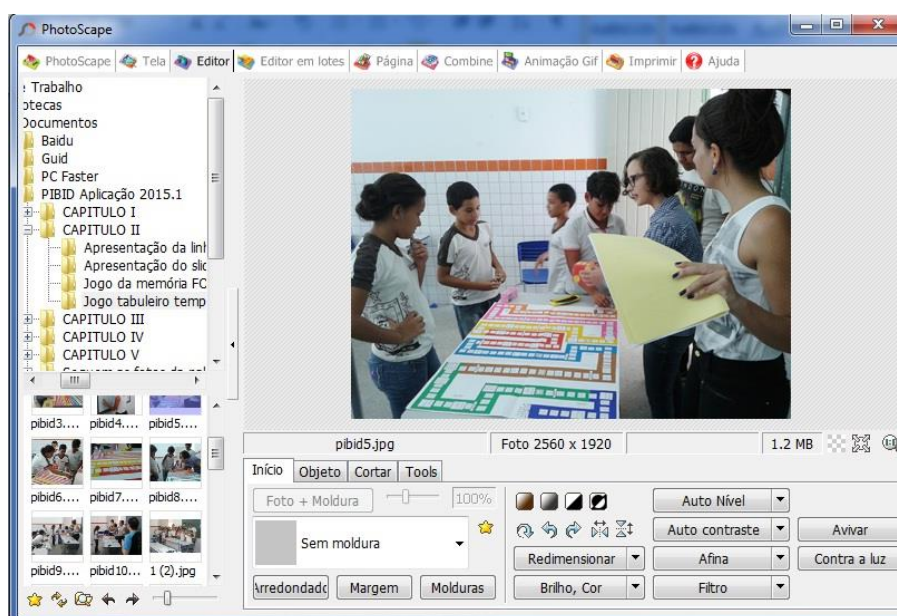 PhotoScape
PhotoScape Tela Editor Editor em lotes Página Combine Animação Gif Imprimir Ajuda
Trabalho
otecas
Documentos
Baidu
Guid
PC Faster
PIBID Aplicação 2015.1
CAPITULO I
CAPITULO II
Apresentação da linh
Apresentação do slid
Jogo da memória FO
Jogo tabuleiro temp
CAPITULO III
CAPITULO IV
CAPITULO V
pibid3.... pibid4.... pibid5....
pibid6.... pibid7.... pibid8....
pibid9.... pibid10... 1 (2).jpg
pibid5.jpg Foto 2560 x 1920 1.2 MB
Início Objeto Cortar Tools
Foto + Moldura 100% Auto Nível
Sem moldura Auto contraste Avivar
Redimensionar Afina Contra a luz
Arredondado Margem Molduras Brilho, Cor Filtro